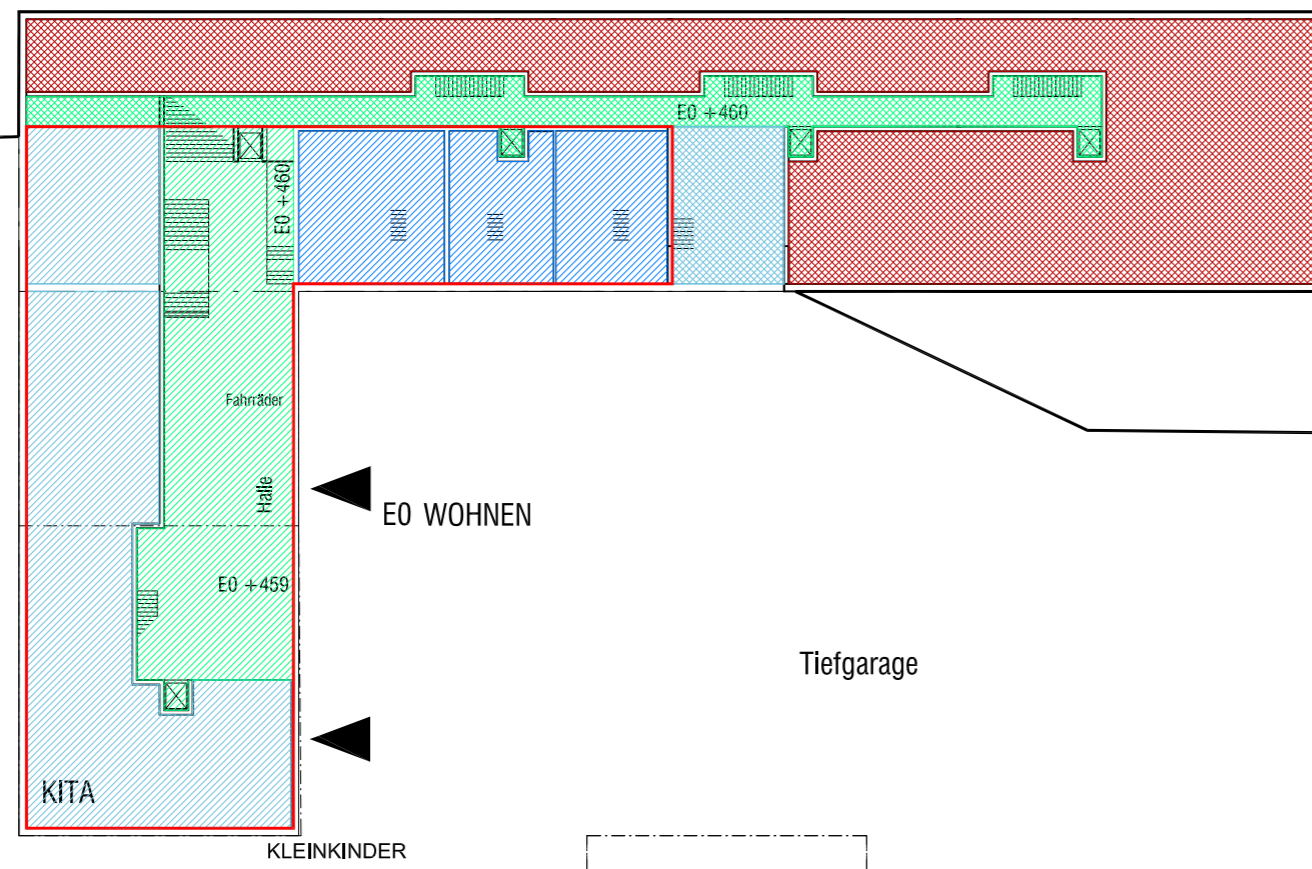 E0 +460
E0 +460
Fahrräder
Halle
E0 WOHNEN
E0 +459
Tiefgarage
KITA
KLEINKINDER